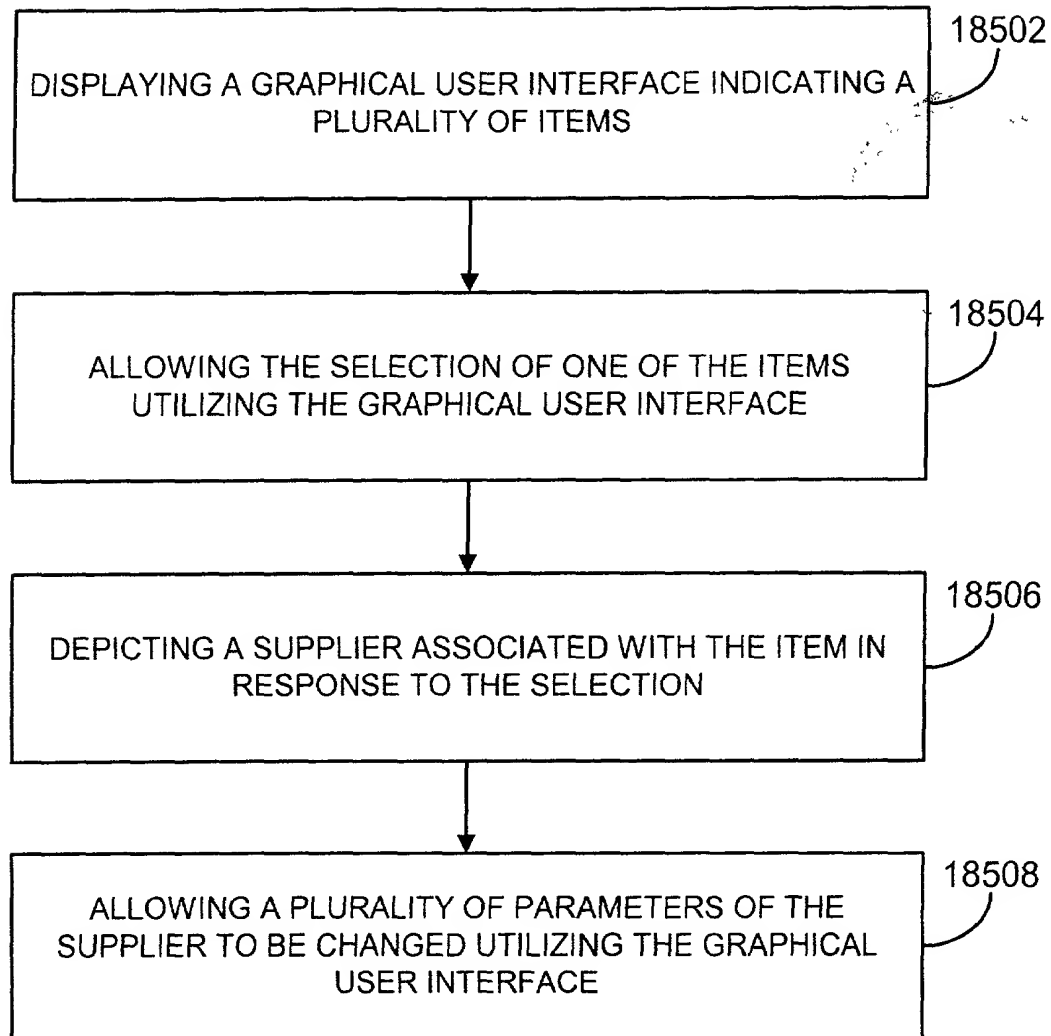 18502
DISPLAYING A GRAPHICAL USER INTERFACE INDICATING A
PLURALITY OF ITEMS
18504
ALLOWING THE SELECTION OF ONE OF THE ITEMS
UTILIZING THE GRAPHICAL USER INTERFACE
18506
DEPICTING A SUPPLIER ASSOCIATED WITH THE ITEM IN
RESPONSE TO THE SELECTION
18508
ALLOWING A PLURALITY OF PARAMETERS OF THE
SUPPLIER TO BE CHANGED UTILIZING THE GRAPHICAL
USER INTERFACE